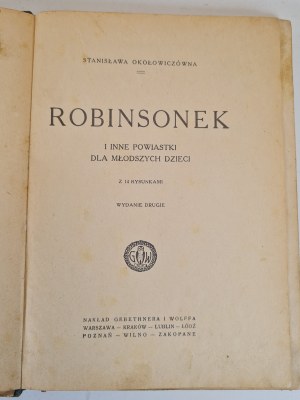 STANISŁAWA OKOŁOWICZÓWNA
ROBINSONEK
I INNE POWIASTKI
DLA MŁODSZYCH DZIECI
Z 12 RYSUNKAMI
WYDANIE DRUGIE
G W
NAKŁAD GEBETHNERA I WOLFFA
WARSZAWA — KRAKÓW — LUBLIN — ŁÓDŹ
POZNAŃ — WILNO — ZAKOPANE